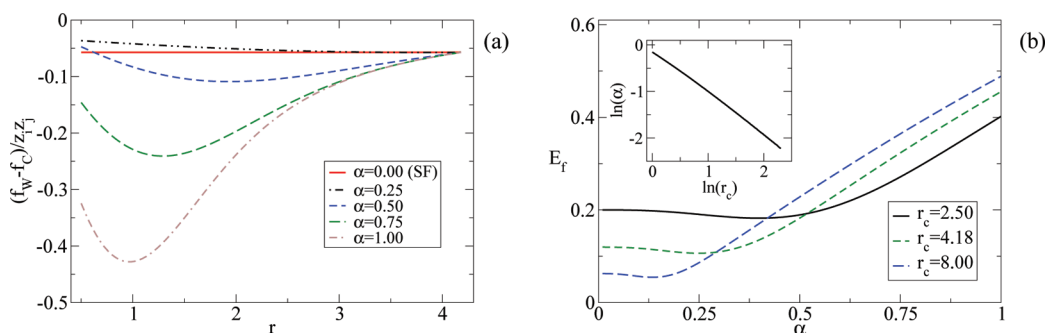 (a)
0
-0.1
-0.2
-0.3
-0.4
-0.5
(f_W-f_C)/z_iz_j
1 2 3 4
r
α=0.00 (SF)
α=0.25
α=0.50
α=0.75
α=1.00
(b)
0.6
0.4
0.2
0
E_f
0 0.25 0.5 0.75 1
α
0
-1
-2
ln(α)
0 1 2
ln(r_c)
r_c=2.50
r_c=4.18
r_c=8.00